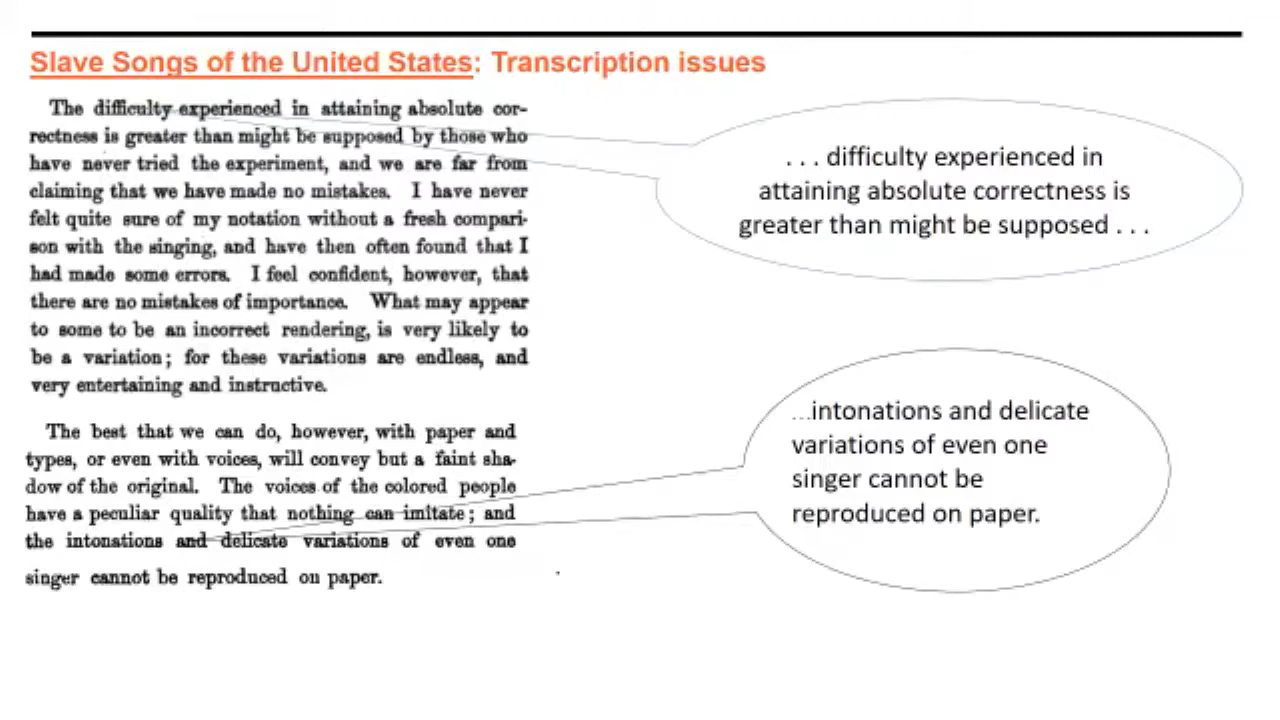 Slave Songs of the United States: Transcription issues
The difficulty experienced in attaining absolute cor-
rectness is greater than might be supposed by those who
have never tried the experiment, and we are far from
claiming that we have made no mistakes. I have never
felt quite sure of my notation without a fresh compari-
son with the singing, and have then often found that I
had made some errors. I feel confident, however, that
there are no mistakes of importance. What may appear
to some to be an incorrect rendering, is very likely to
be a variation; for these variations are endless, and
very entertaining and instructive.
The best that we can do, however, with paper and
types, or even with voices, will convey but a faint sha-
dow of the original. The voices of the colored people
have a peculiar quality that nothing can imitate; and
the intonations and delicate variations of even one
singer cannot be reproduced on paper.
. . . difficulty experienced in
attaining absolute correctness is
greater than might be supposed . . .
...intonations and delicate
variations of even one
singer cannot be
reproduced on paper.